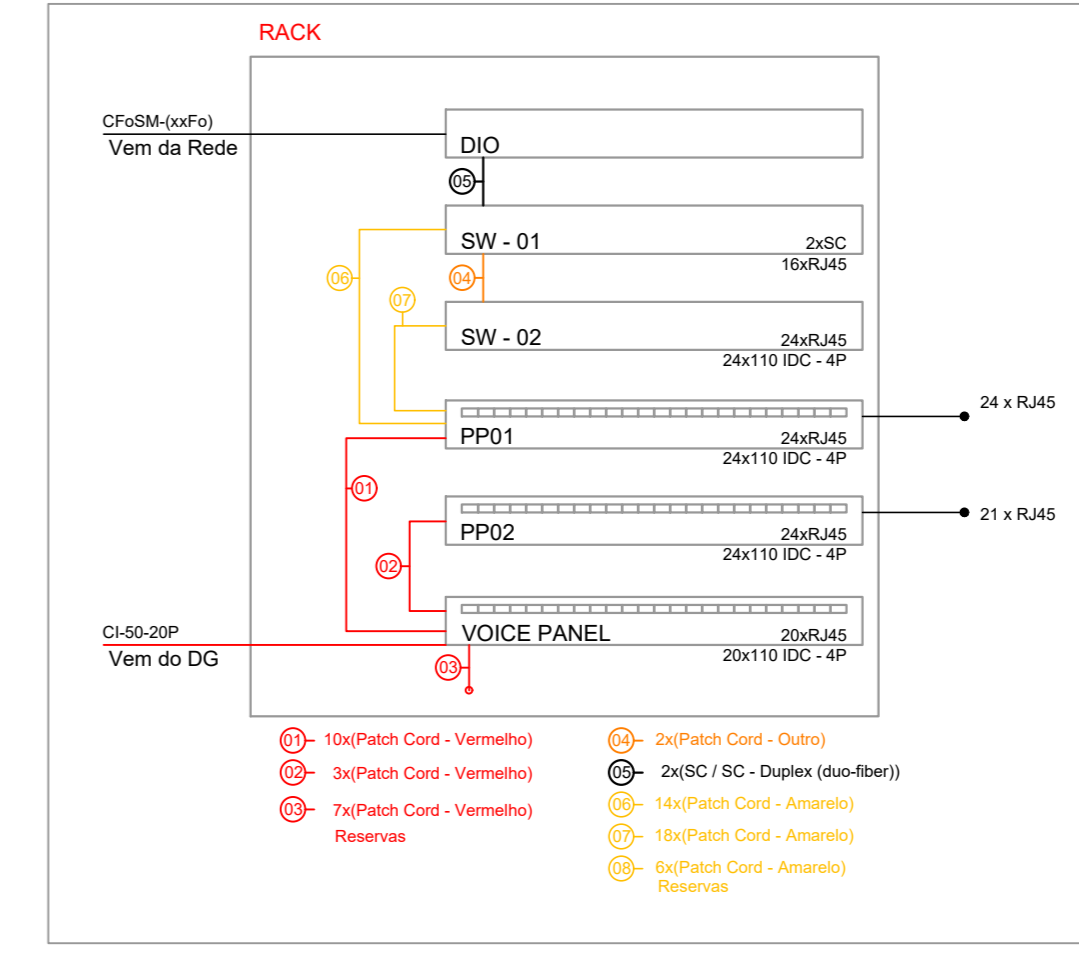 RACK
CFoSM-(xxFo)
Vem da Rede
DIO
05
SW - 01
2xSC
16xRJ45
06
04
07
SW - 02
24xRJ45
24x110 IDC - 4P
24 x RJ45
PP01
24xRJ45
24x110 IDC - 4P
01
21 x RJ45
PP02
24xRJ45
24x110 IDC - 4P
02
CI-50-20P
Vem do DG
VOICE PANEL
20xRJ45
20x110 IDC - 4P
03
01 10x(Patch Cord - Vermelho)
02 3x(Patch Cord - Vermelho)
03 7x(Patch Cord - Vermelho)
Reservas
04 2x(Patch Cord - Outro)
05 2x(SC / SC - Duplex (duo-fiber))
06 14x(Patch Cord - Amarelo)
07 18x(Patch Cord - Amarelo)
08 6x(Patch Cord - Amarelo)
Reservas